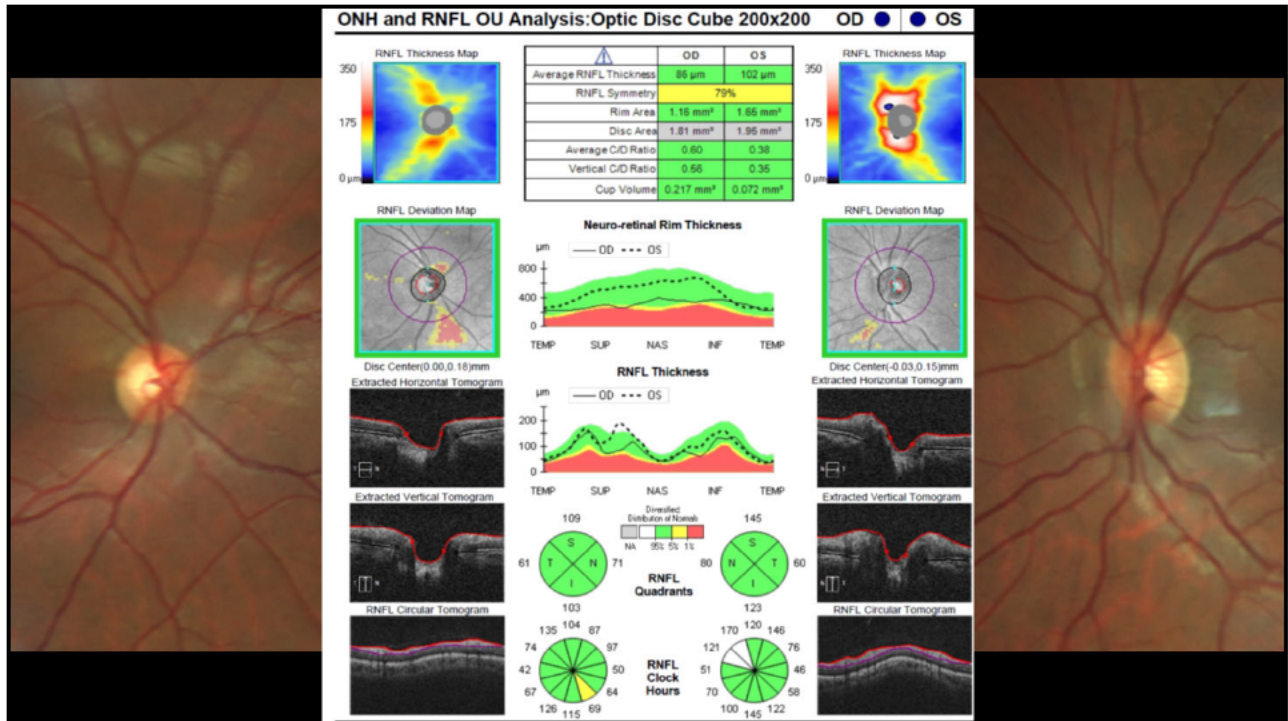 ONH and RNFL OU Analysis:Optic Disc Cube 200x200 OD OS
RNFL Thickness Map
350
175
0 µm
OD OS
Average RNFL Thickness 86 µm 102 µm
RNFL Symmetry 79%
Rim Area 1.16 mm² 1.65 mm²
Disc Area 1.81 mm² 1.95 mm²
Average C/D Ratio 0.60 0.38
Vertical C/D Ratio 0.56 0.35
Cup Volume 0.217 mm³ 0.072 mm³
RNFL Thickness Map
350
175
0 µm
RNFL Deviation Map
Disc Center(0.00,0.18)mm
Neuro-retinal Rim Thickness
µm OD OS
800
400
0
TEMP SUP NAS INF TEMP
RNFL Deviation Map
Disc Center(-0.03,0.15)mm
Extracted Horizontal Tomogram
T N
RNFL Thickness
µm OD OS
200
100
0
TEMP SUP NAS INF TEMP
Extracted Horizontal Tomogram
N T
Extracted Vertical Tomogram
Diversified:
Distribution of Normals
NA 95% 5% 1%
109
S
61 T N 71
I
103
RNFL
Quadrants
145
S
80 N T 60
I
123
Extracted Vertical Tomogram
RNFL Circular Tomogram
104
135 87
74 97
42 50
67 64
126 69
115
RNFL
Clock
Hours
120
170 146
121 76
51 46
70 58
100 122
145
RNFL Circular Tomogram